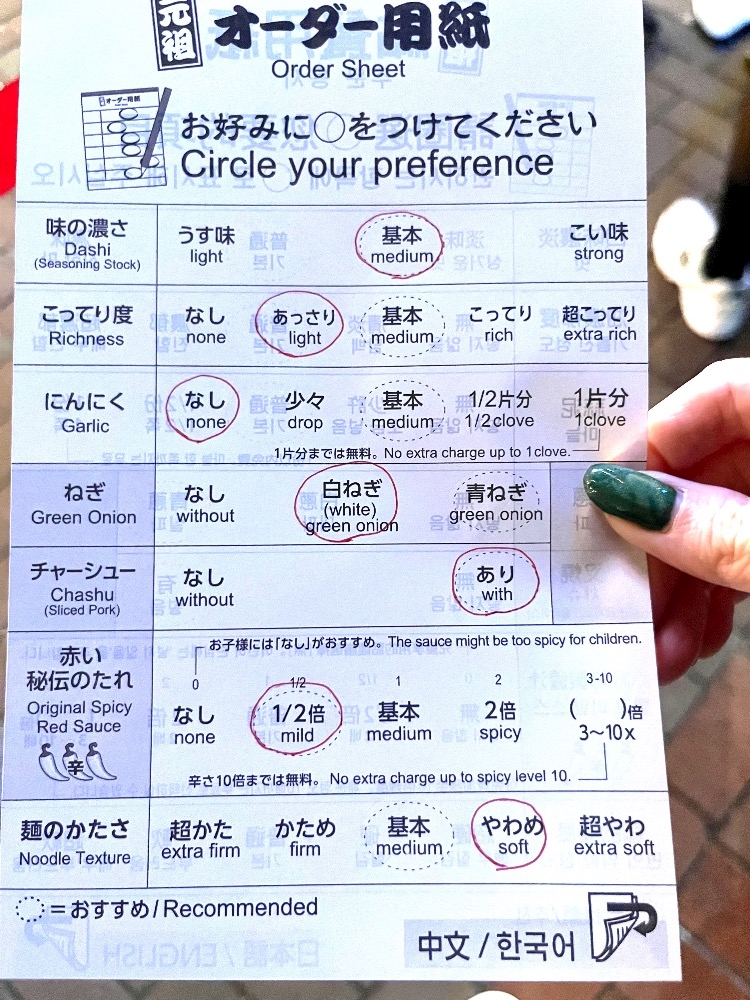 元祖 オーダー用紙
Order Sheet
オーダー用紙
お好みに○をつけてください
Circle your preference
味の濃さ うす味 基本 こい味
Dashi light medium strong
(Seasoning Stock)
こってり度 なし あっさり 基本 こってり 超こってり
Richness none light medium rich extra rich
にんにく なし 少々 基本 1/2片分 1片分
Garlic none drop medium 1/2clove 1clove
1片分までは無料。No extra charge up to 1clove.
ねぎ なし 白ねぎ 青ねぎ
Green Onion without (white) green onion
green onion
チャーシュー なし あり
Chashu without with
(Sliced Pork)
お子様には「なし」がおすすめ。The sauce might be too spicy for children.
赤い
秘伝のたれ
0 1/2 1 2 3-10
Original Spicy なし 1/2倍 基本 2倍 ( )倍
Red Sauce none mild medium spicy 3〜10x
辛
辛さ10倍までは無料。No extra charge up to spicy level 10.
麺のかたさ 超かた かため 基本 やわめ 超やわ
Noodle Texture extra firm firm medium soft extra soft
=おすすめ/Recommended
中文/한국어